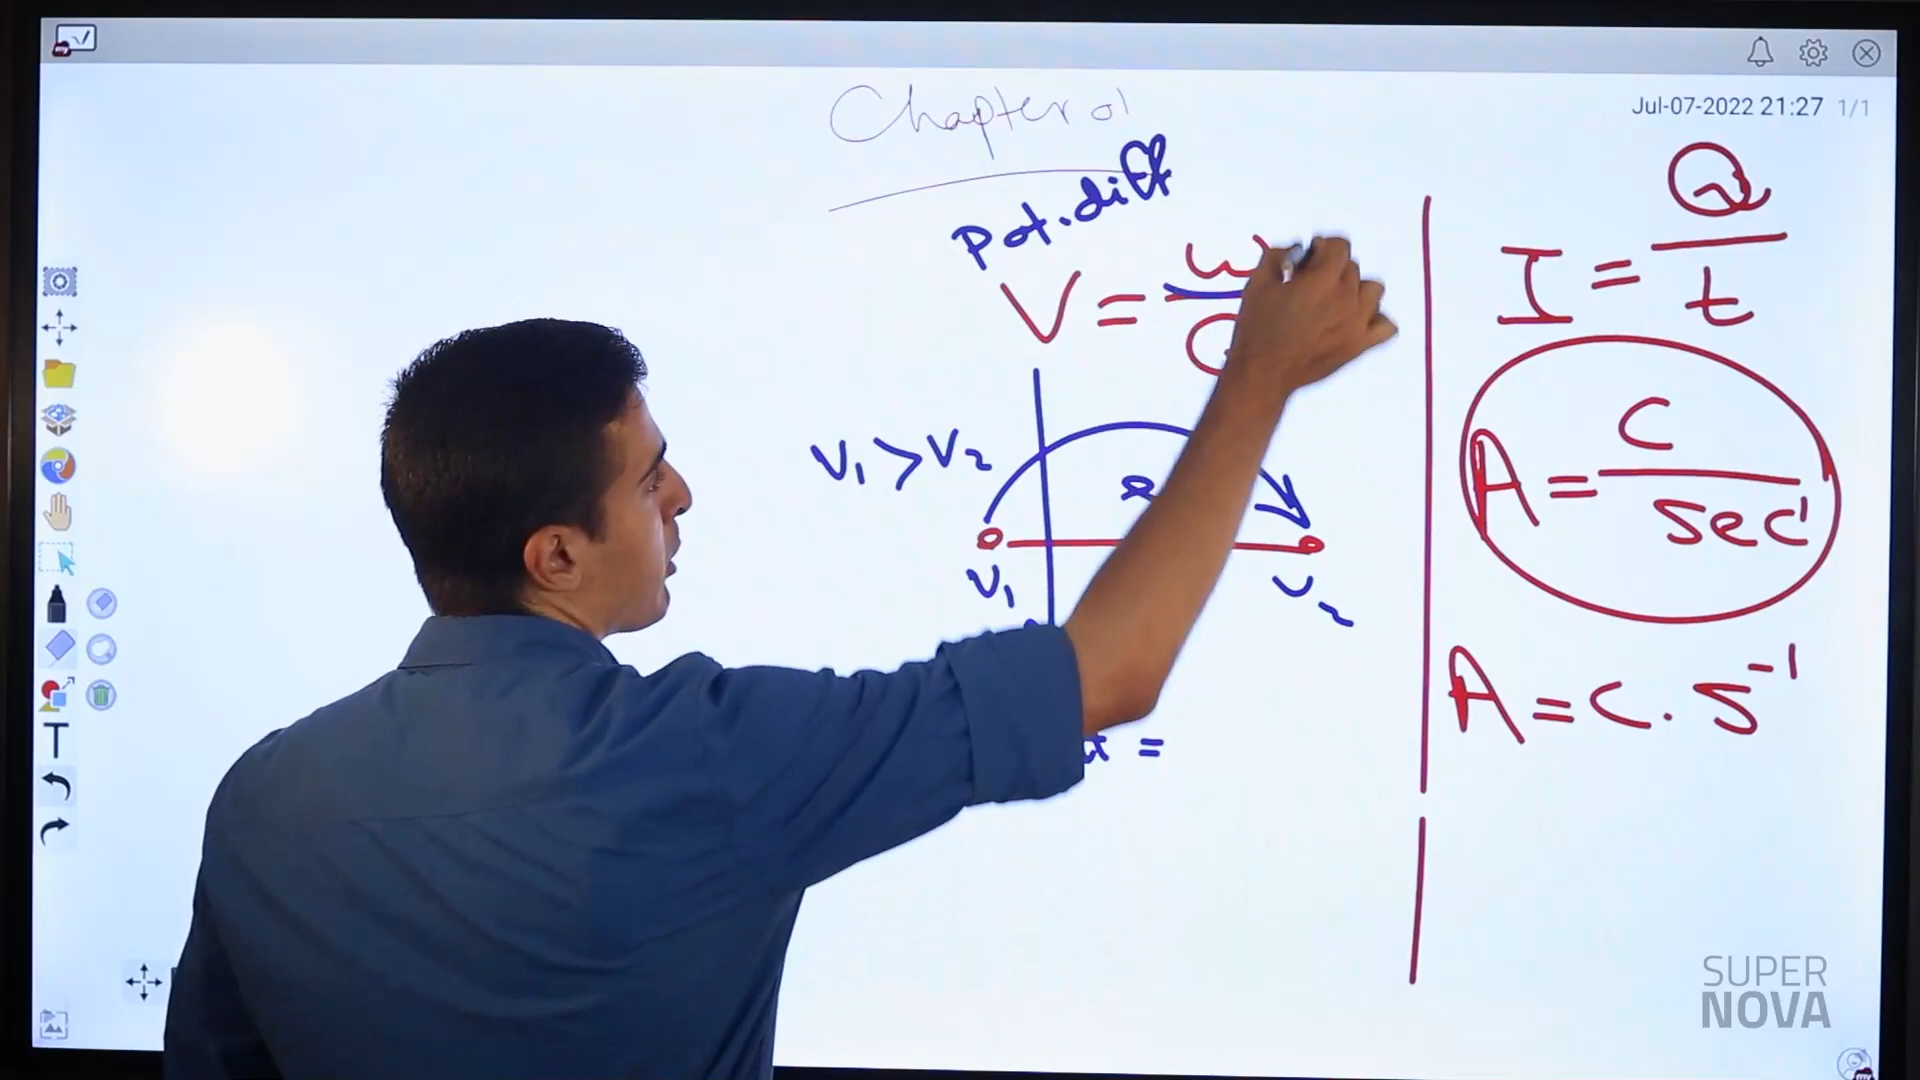 Jul-07-2022 21:27 1/1
Chapter 01
Pot. diff
V = W
I = Q
t
V1 > V2
A = C
sec
V1
V2
A = C. S-1
=
T
SUPER
NOVA